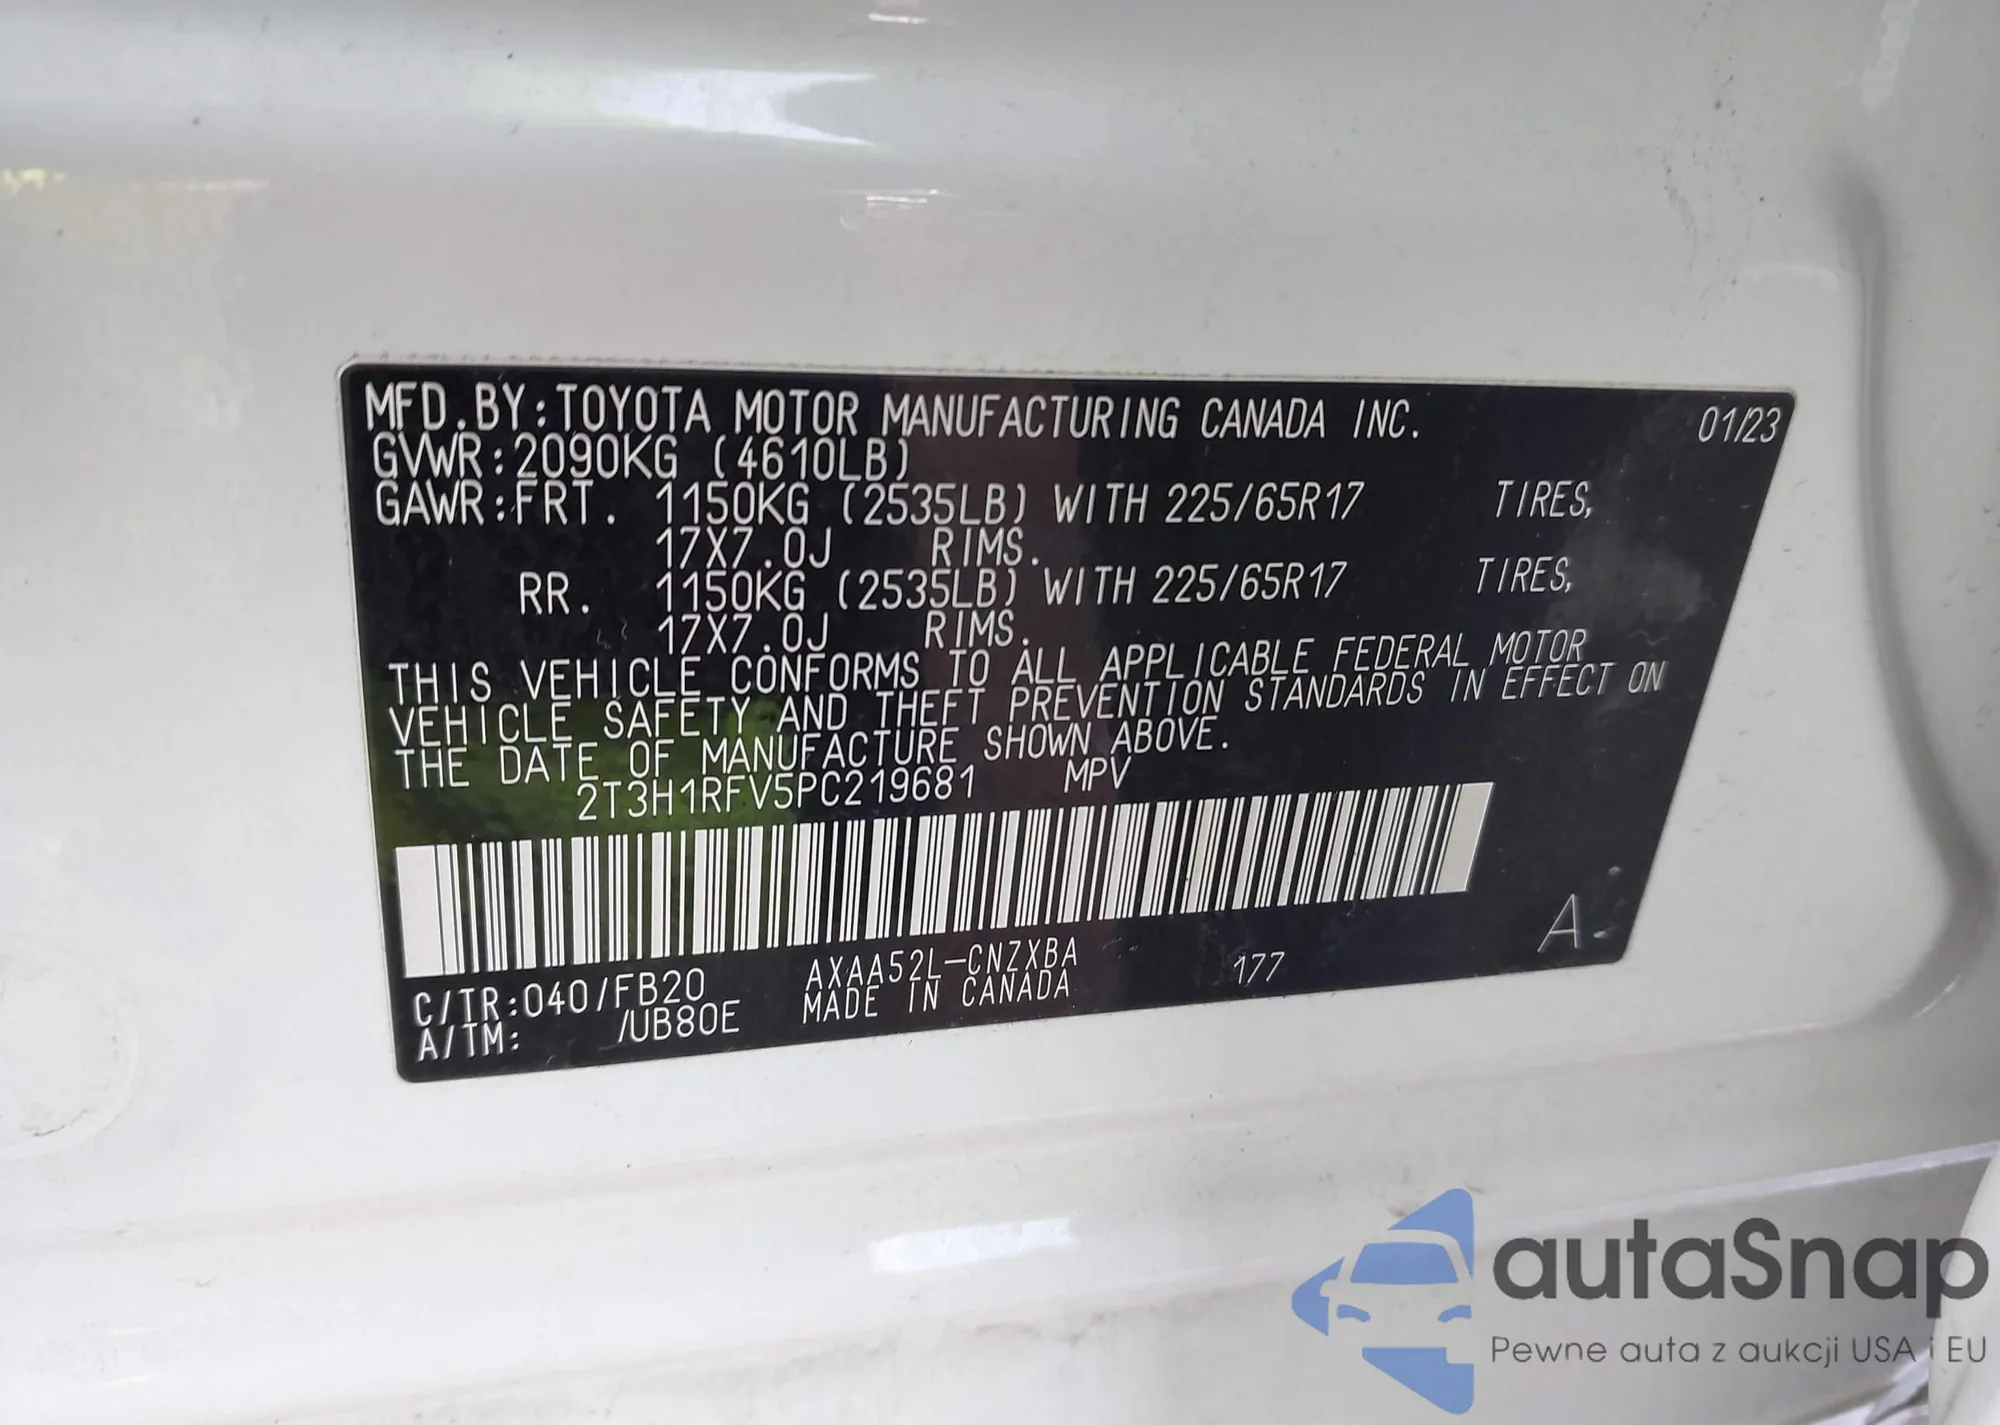 MFD.BY:TOYOTA MOTOR MANUFACTURING CANADA INC. 01/23
GVWR:2090KG (4610LB)
GAWR:FRT. 1150KG (2535LB) WITH 225/65R17 TIRES,
17X7.0J RIMS.
RR. 1150KG (2535LB) WITH 225/65R17 TIRES,
17X7.0J RIMS.
THIS VEHICLE CONFORMS TO ALL APPLICABLE FEDERAL MOTOR
VEHICLE SAFETY AND THEFT PREVENTION STANDARDS IN EFFECT ON
THE DATE OF MANUFACTURE SHOWN ABOVE.
2T3H1RFV5PC219681 MPV
A
C/TR:040/FB20 AXAA52L-CNZXBA 177
A/TM: /UB80E MADE IN CANADA
autaSnap
Pewne auta z aukcji USA i EU